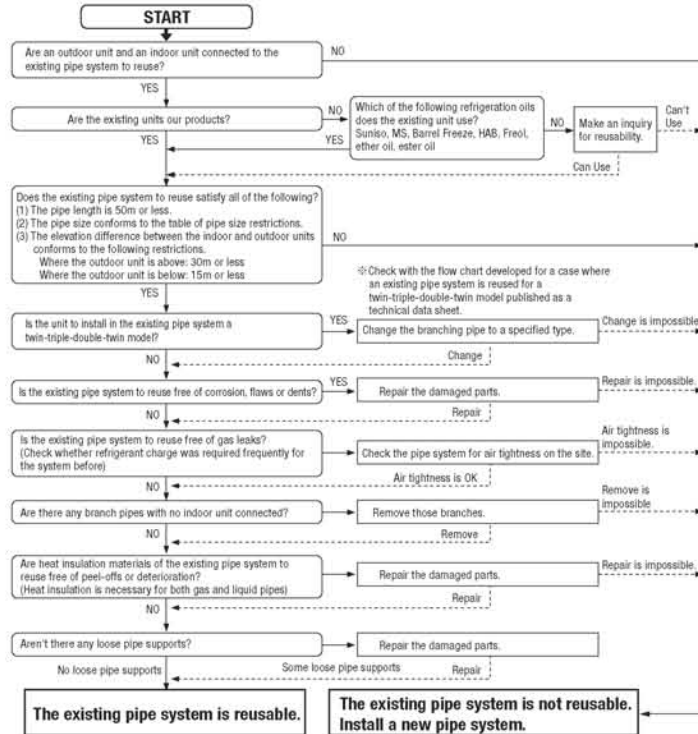 START
Are an outdoor unit and an indoor unit connected to the
existing pipe system to reuse?
NO
YES
Are the existing units our products?
NO
Which of the following refrigeration oils
does the existing unit use?
Suniso, MS, Barrel Freeze, HAB, Freol,
ether oil, ester oil
NO
Make an inquiry
for reusability.
Can't
Use
YES
YES
Can Use
Does the existing pipe system to reuse satisfy all of the following?
(1) The pipe length is 50m or less.
(2) The pipe size conforms to the table of pipe size restrictions.
(3) The elevation difference between the indoor and outdoor units
conforms to the following restrictions.
Where the outdoor unit is above: 30m or less
Where the outdoor unit is below: 15m or less
NO
YES
※Check with the flow chart developed for a case where
an existing pipe system is reused for a
twin-triple-double-twin model published as a
technical data sheet.
Is the unit to install in the existing pipe system a
twin-triple-double-twin model?
YES
Change the branching pipe to a specified type.
Change is impossible.
NO
Change
Is the existing pipe system to reuse free of corrosion, flaws or dents?
YES
Repair the damaged parts.
Repair is impossible.
NO
Repair
Is the existing pipe system to reuse free of gas leaks?
(Check whether refrigerant charge was required frequently for
the system before)
Check the pipe system for air tightness on the site.
Air tightness is
impossible.
NO
Air tightness is OK
Are there any branch pipes with no indoor unit connected?
Remove those branches.
Remove is
impossible
NO
Remove
Are heat insulation materials of the existing pipe system to
reuse free of peel-offs or deterioration?
(Heat insulation is necessary for both gas and liquid pipes)
Repair the damaged parts.
Repair is impossible.
NO
Repair
Aren't there any loose pipe supports?
Repair the damaged parts.
No loose pipe supports
Some loose pipe supports
Repair
The existing pipe system is reusable.
The existing pipe system is not reusable.
Install a new pipe system.